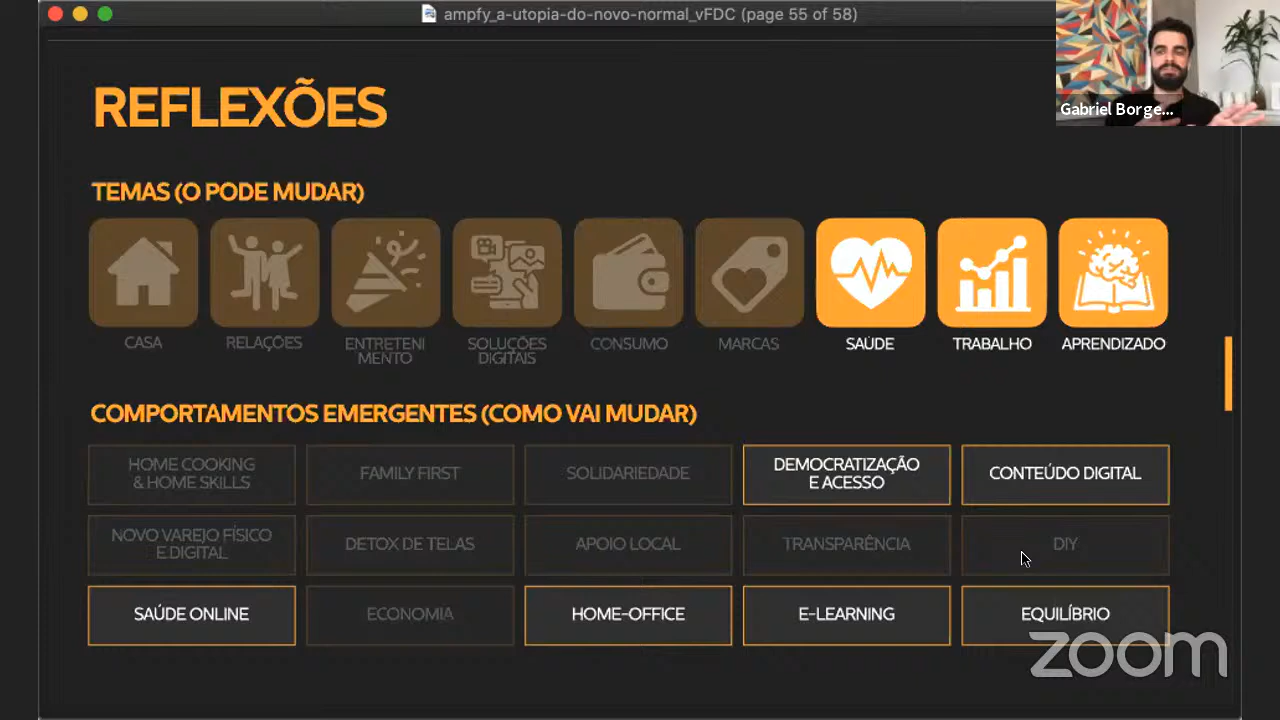 ampfy_a-utopia-do-novo-normal_vFDC (page 55 of 58)
Gabriel Borge...
REFLEXÕES
TEMAS (O PODE MUDAR)
CASA
RELAÇÕES
ENTRETENI
MENTO
SOLUÇÕES
DIGITAIS
CONSUMO
MARCAS
SAÚDE
TRABALHO
APRENDIZADO
COMPORTAMENTOS EMERGENTES (COMO VAI MUDAR)
HOME COOKING
& HOME SKILLS
FAMILY FIRST
SOLIDARIEDADE
DEMOCRATIZAÇÃO
E ACESSO
CONTEÚDO DIGITAL
NOVO VAREJO FÍSICO
E DIGITAL
DETOX DE TELAS
APOIO LOCAL
TRANSPARÊNCIA
DIY
SAÚDE ONLINE
ECONOMIA
HOME-OFFICE
E-LEARNING
EQUILÍBRIO
zoom